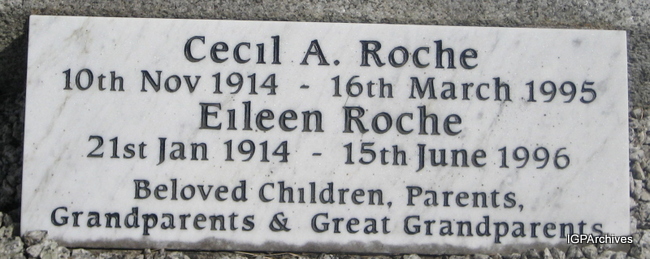 Cecil A. Roche
10th Nov 1914 - 16th March 1995
Eileen Roche
21st Jan 1914 - 15th June 1996
Beloved Children, Parents,
Grandparents & Great Grandparents
IGPArchives